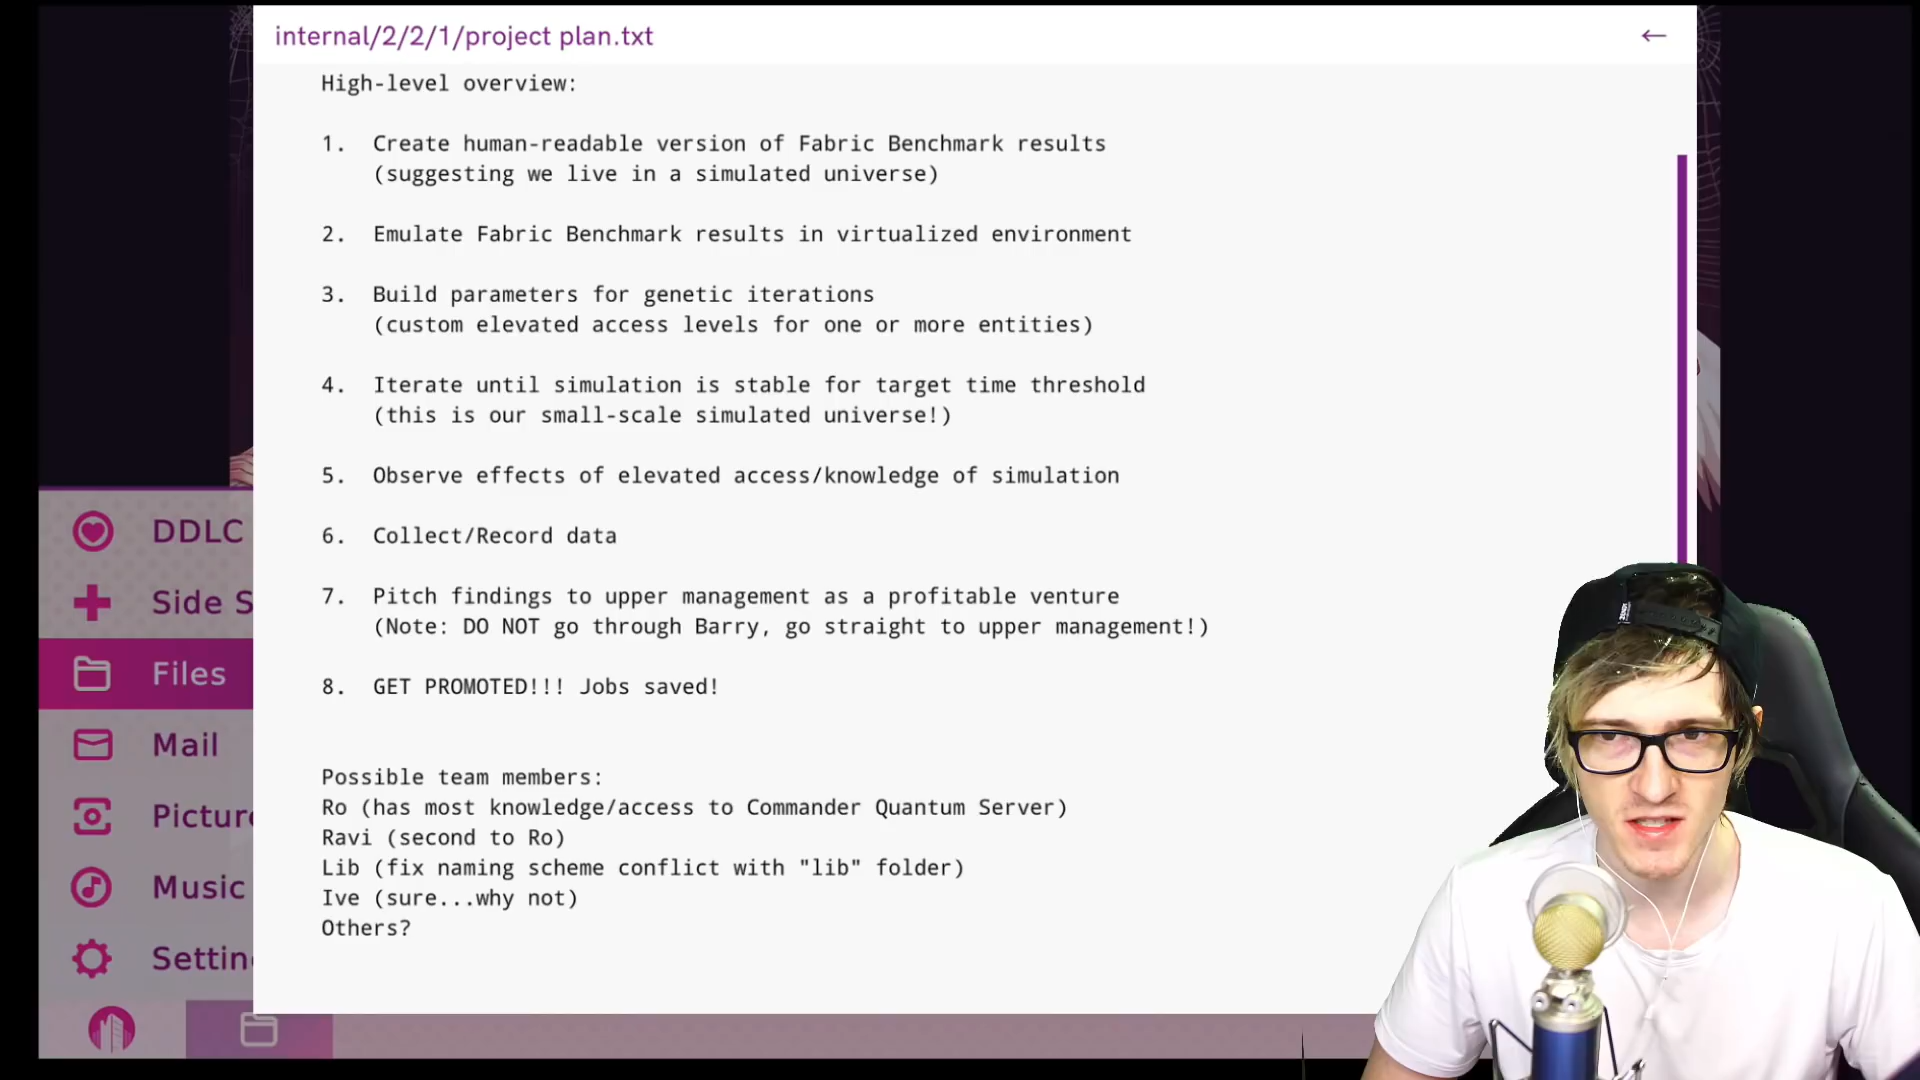 internal/2/2/1/project plan.txt
←
High-level overview:
1. Create human-readable version of Fabric Benchmark results
(suggesting we live in a simulated universe)
2. Emulate Fabric Benchmark results in virtualized environment
3. Build parameters for genetic iterations
(custom elevated access levels for one or more entities)
4. Iterate until simulation is stable for target time threshold
(this is our small-scale simulated universe!)
5. Observe effects of elevated access/knowledge of simulation
6. Collect/Record data
7. Pitch findings to upper management as a profitable venture
(Note: DO NOT go through Barry, go straight to upper management!)
8. GET PROMOTED!!! Jobs saved!
Possible team members:
Ro (has most knowledge/access to Commander Quantum Server)
Ravi (second to Ro)
Lib (fix naming scheme conflict with "lib" folder)
Ive (sure...why not)
Others?
DDLC
Side S
Files
Mail
Pictur
Music
Settin